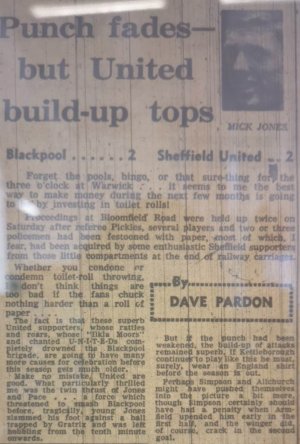 Punch fades—
but United
build-up tops
MICK JONES
Blackpool ...... 2 Sheffield United .. 2
Forget the pools, bingo, or that sure-thing for the
three o'clock at Warwick . . . it seems to me the best
way to make money during the next few months is going
to be by investing in toilet rolls!
Proceedings at Bloomfield Road were held up twice on
Saturday after referee Pickles, several players and two or three
policemen had been festooned with paper, most of which, I
fear, had been acquired by some enthusiastic Sheffield supporters
from those little compartments at the end of railway carriages.
Whether you condone or
condemn toilet-roll throwing,
I don't think things are
too bad if the fans chuck
nothing harder than a roll of
paper . . . .
The fact is that these superb
United supporters, whose rattles
and roars, whose "Ilkla Moors"
and chanted U-N-I-T-E-Ds com-
pletely drowned the Blackpool
brigade, are going to have many
more causes for celebration before
this season gets much older.
Make no mistake, United are
good. What particularly thrilled
me was the twin thrust of Jones
and Pace . . . a force which
threatened to smash Blackpool
before, tragically, young Jones
slammed his foot against a ball
trapped by Gratrix and was left
hobbling from the tenth minute
onwards.
By
DAVE PARDON
But if the punch had been
weakened, the build-up of attacks
remained superb. If Kettleborough
continues to play like this he must,
surely, wear an England shirt
before the season is out.
Perhaps Simpson and Allchurch
might have pushed themselves
into the picture a bit more,
though Simpson certainly should
have had a penalty when Arm-
field upended him early in the
first half, and the winger did,
of course, crack in the second
goal.